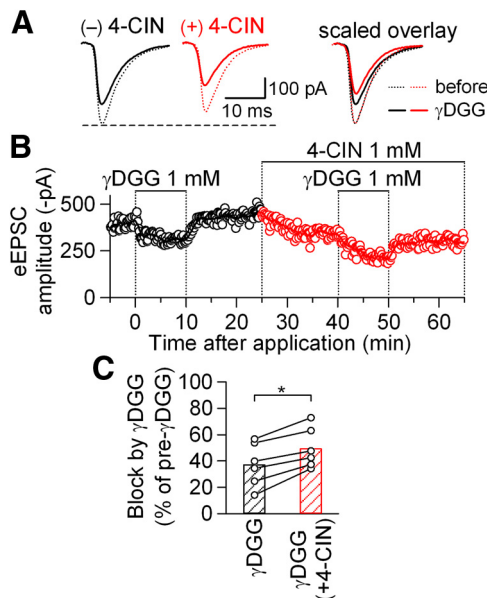 A
(−) 4-CIN (+) 4-CIN scaled overlay
100 pA
10 ms
before
γDGG
B
4-CIN 1 mM
γDGG 1 mM γDGG 1 mM
eEPSC
amplitude (-pA)
500
250
0
0 10 20 30 40 50 60
Time after application (min)
C
Block by γDGG
(% of pre-γDGG)
100
80
60
40
20
0
*
γDGG
γDGG
(+4-CIN)